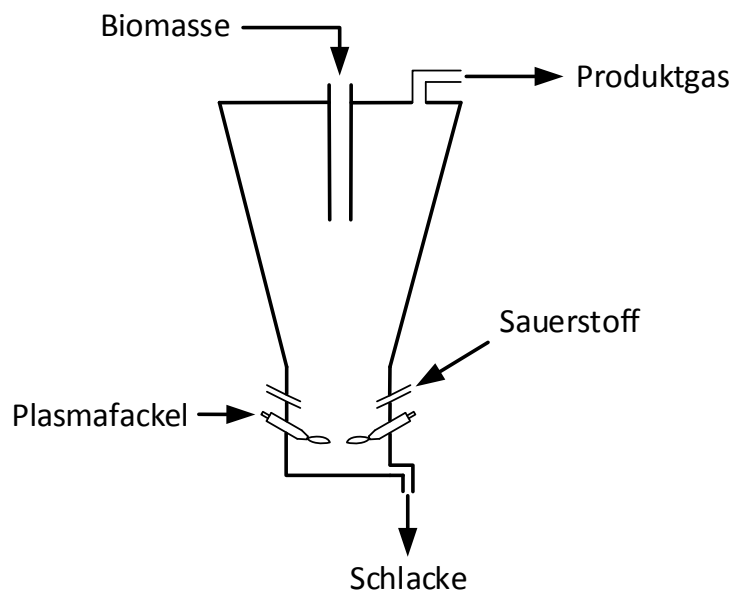 Biomasse
Produktgas
Sauerstoff
Plasmafackel
Schlacke